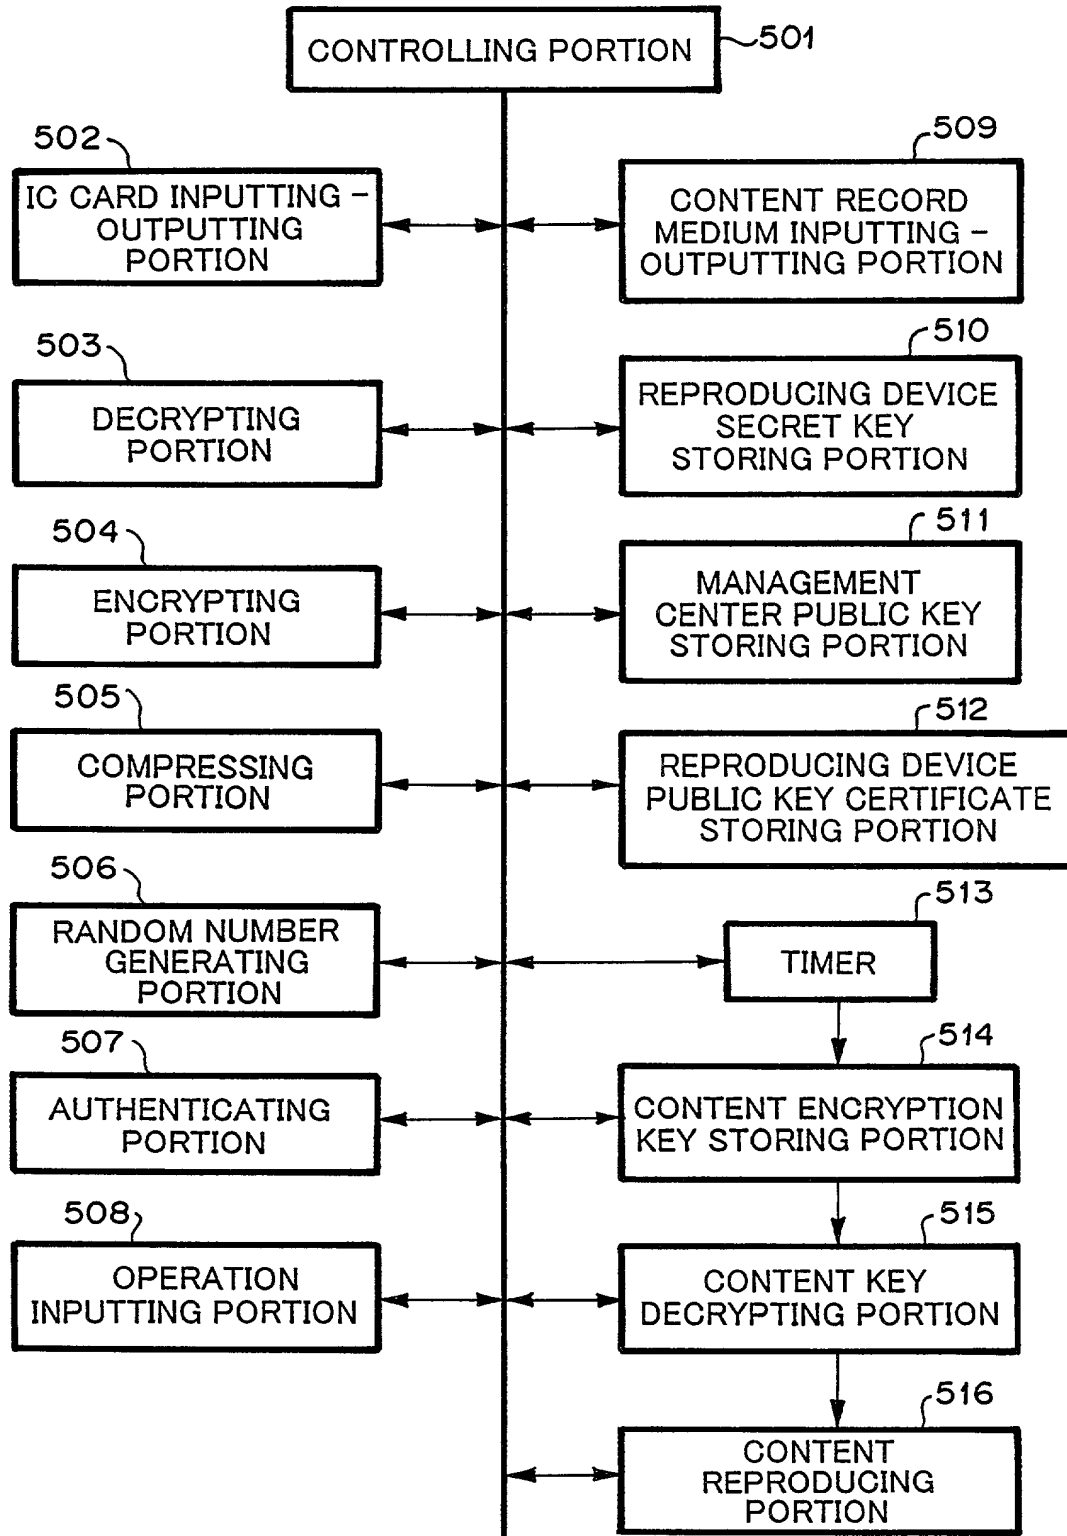 CONTROLLING PORTION
501
502
IC CARD INPUTTING -
OUTPUTTING
PORTION
503
DECRYPTING
PORTION
504
ENCRYPTING
PORTION
505
COMPRESSING
PORTION
506
RANDOM NUMBER
GENERATING
PORTION
507
AUTHENTICATING
PORTION
508
OPERATION
INPUTTING PORTION
509
CONTENT RECORD
MEDIUM INPUTTING -
OUTPUTTING PORTION
510
REPRODUCING DEVICE
SECRET KEY
STORING PORTION
511
MANAGEMENT
CENTER PUBLIC KEY
STORING PORTION
512
REPRODUCING DEVICE
PUBLIC KEY CERTIFICATE
STORING PORTION
513
TIMER
514
CONTENT ENCRYPTION
KEY STORING PORTION
515
CONTENT KEY
DECRYPTING PORTION
516
CONTENT
REPRODUCING
PORTION